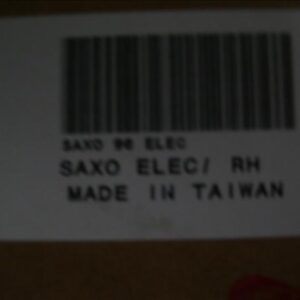 SAXO 96 ELEC
SAXO ELEC/ RH
MADE IN TAIWAN